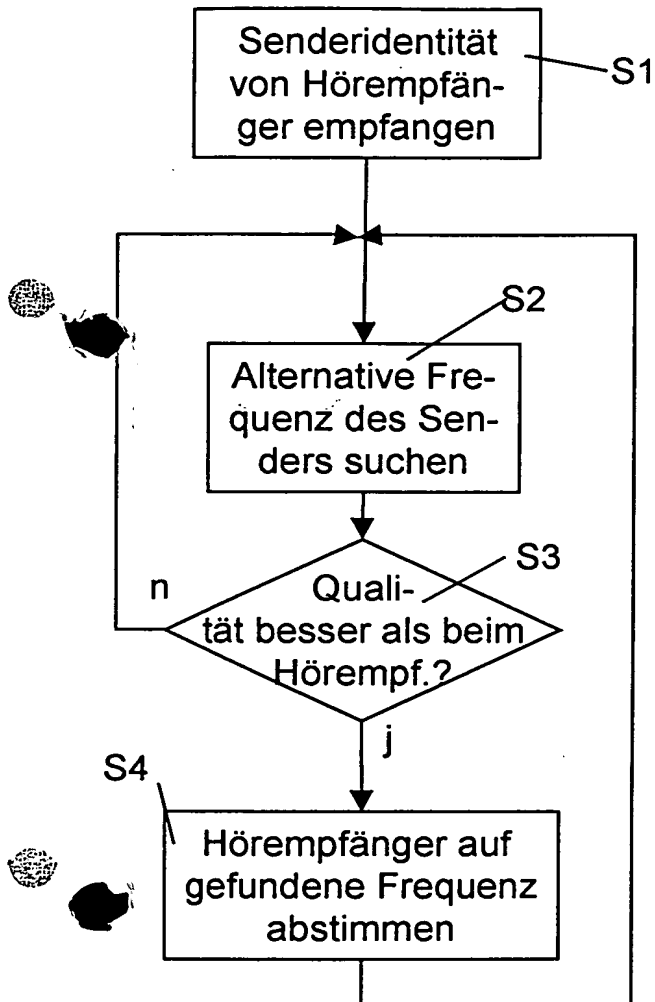 Senderidentität
von Hörempfän-
ger empfangen
S1
S2
Alternative Fre-
quenz des Sen-
ders suchen
S3
n
Quali-
tät besser als beim
Hörempf.?
j
S4
Hörempfänger auf
gefundene Frequenz
abstimmen